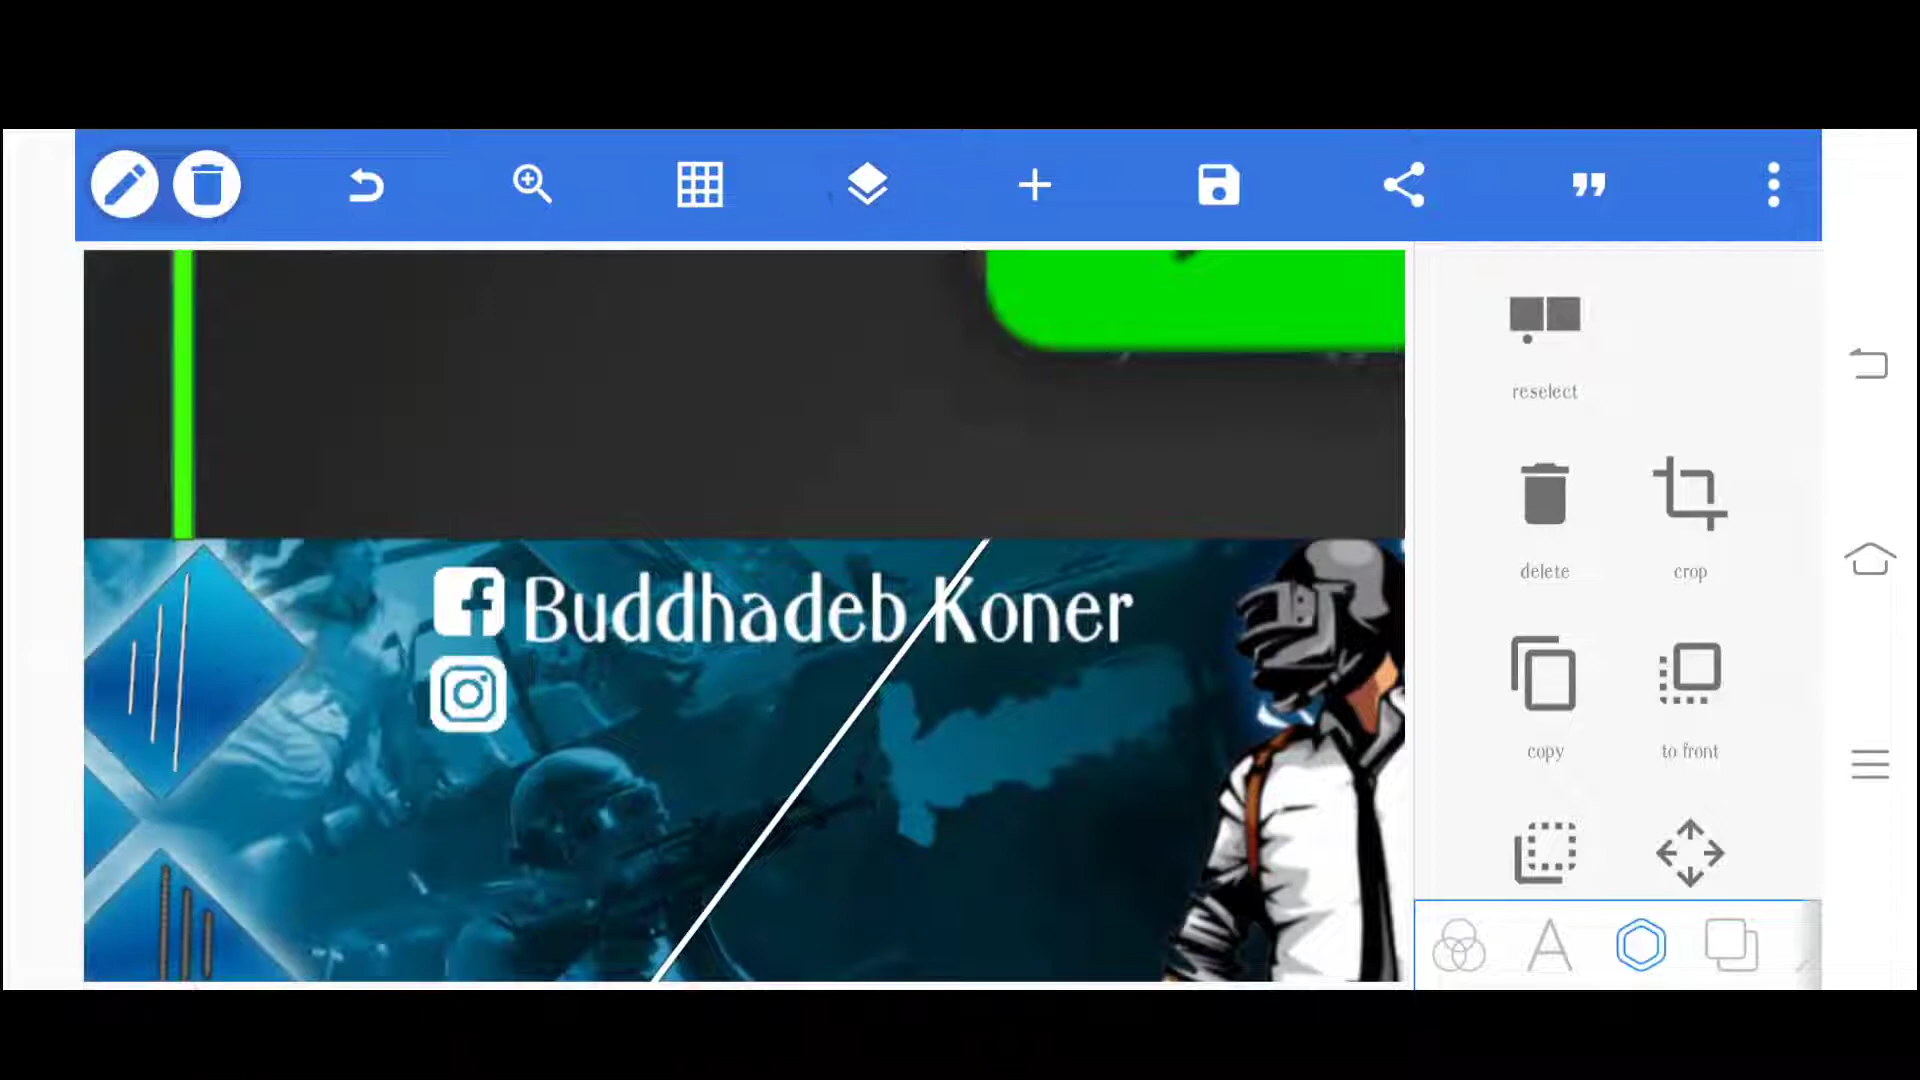 reselect
Buddhadeb Koner
delete
crop
copy
to front